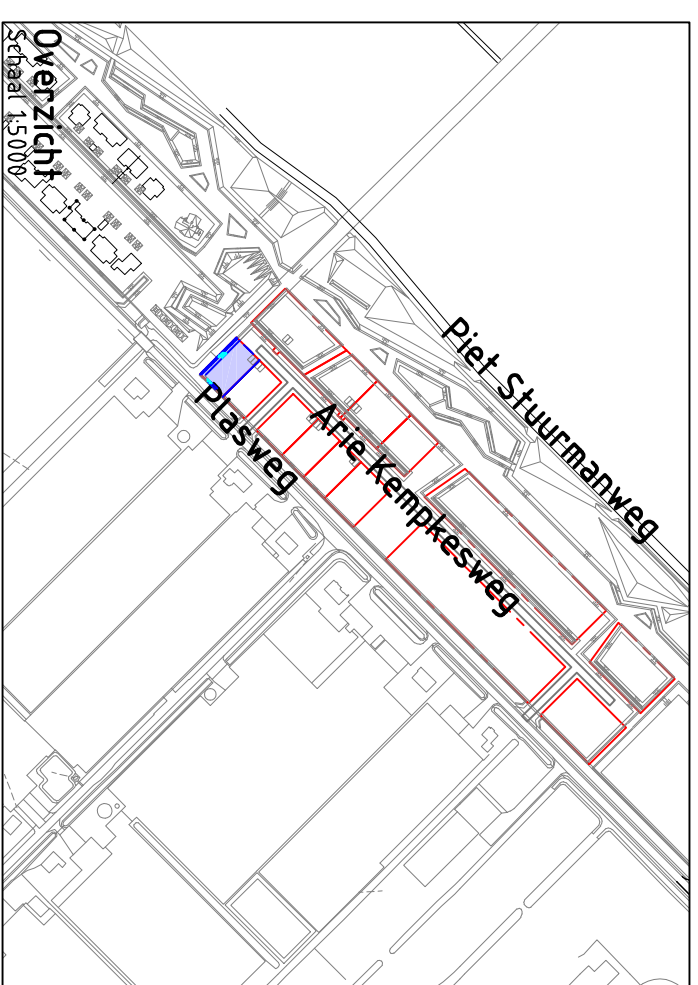 Overzicht
Schaal 1:5000
Piet Stuurmanweg
Arie Kempkesweg
Plasweg